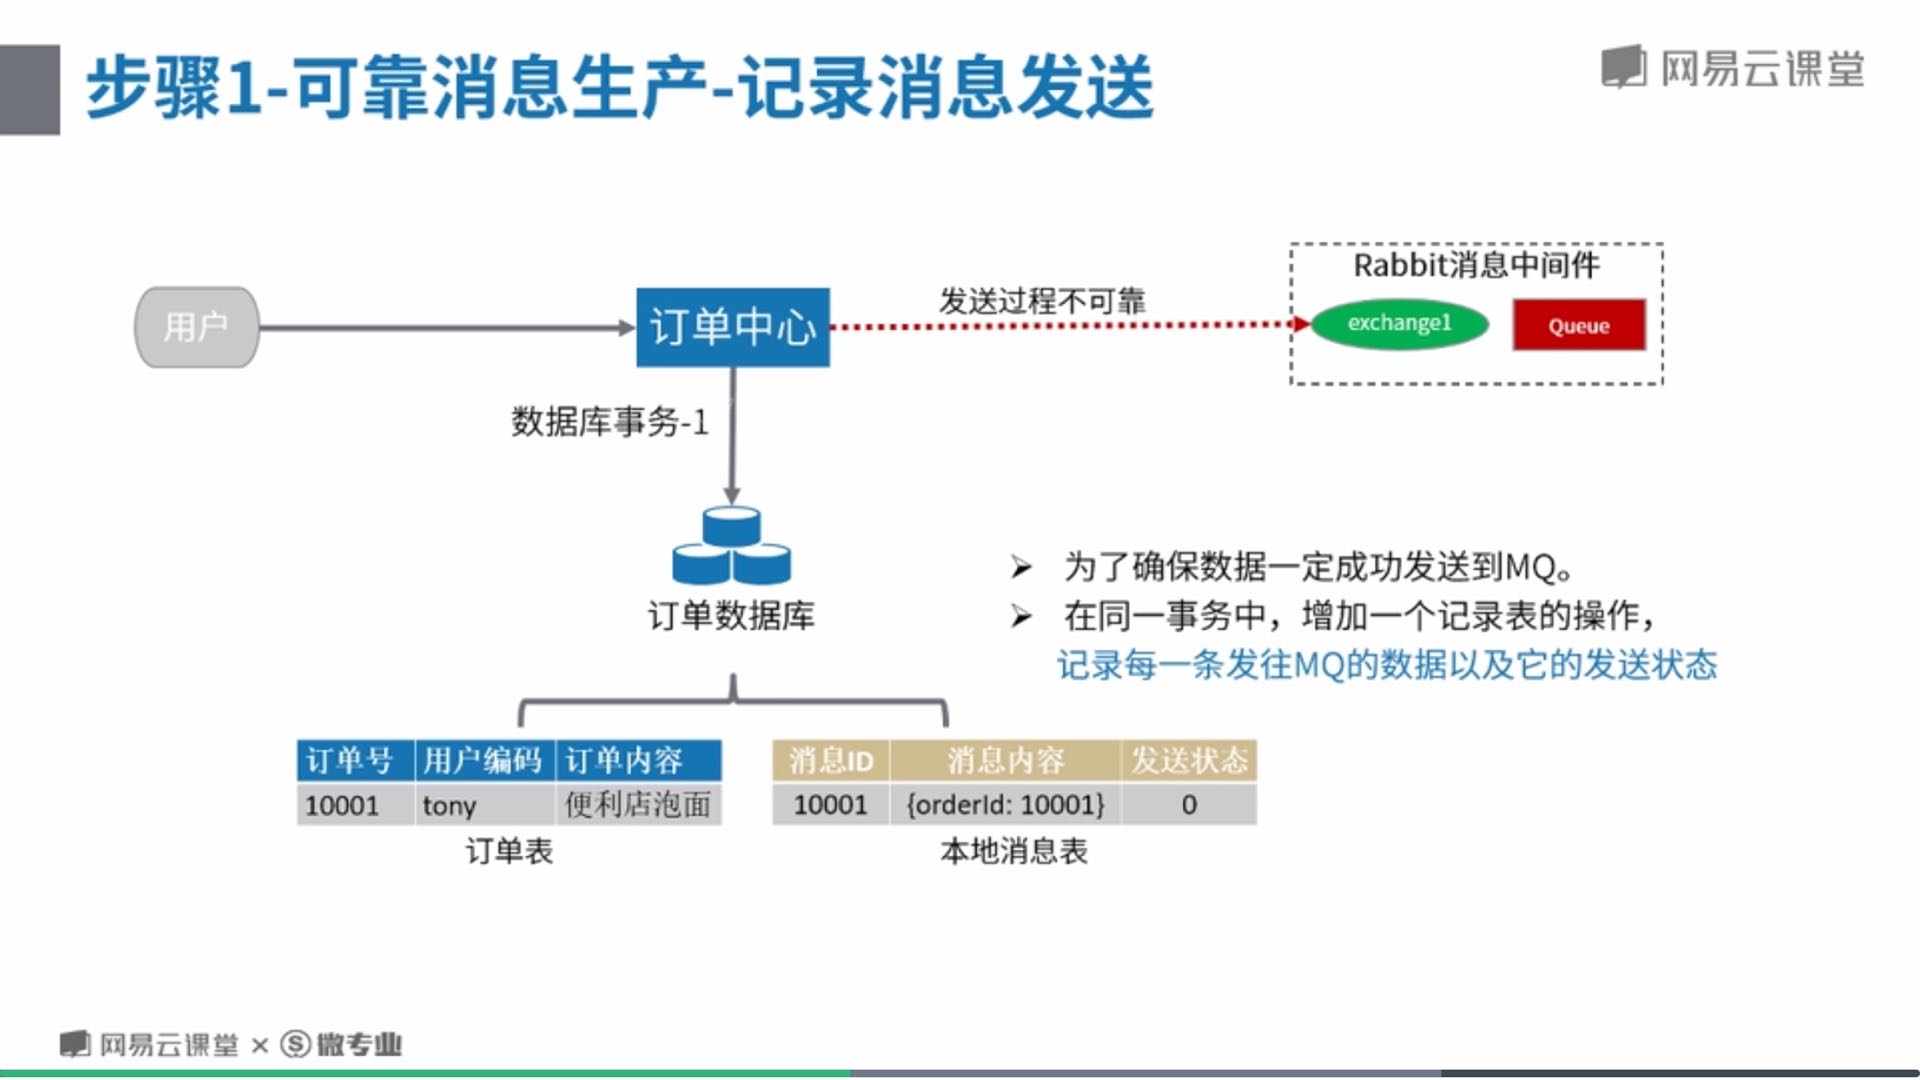 步骤1-可靠消息生产-记录消息发送
网易云课堂
Rabbit消息中间件
用户
订单中心
发送过程不可靠
exchange1
Queue
数据库事务-1
订单数据库
为了确保数据一定成功发送到MQ。
在同一事务中，增加一个记录表的操作，
记录每一条发往MQ的数据以及它的发送状态
订单号 用户编码 订单内容
10001 tony 便利店泡面
订单表
消息ID 消息内容 发送状态
10001 {orderId: 10001} 0
本地消息表
网易云课堂 × S 微专业